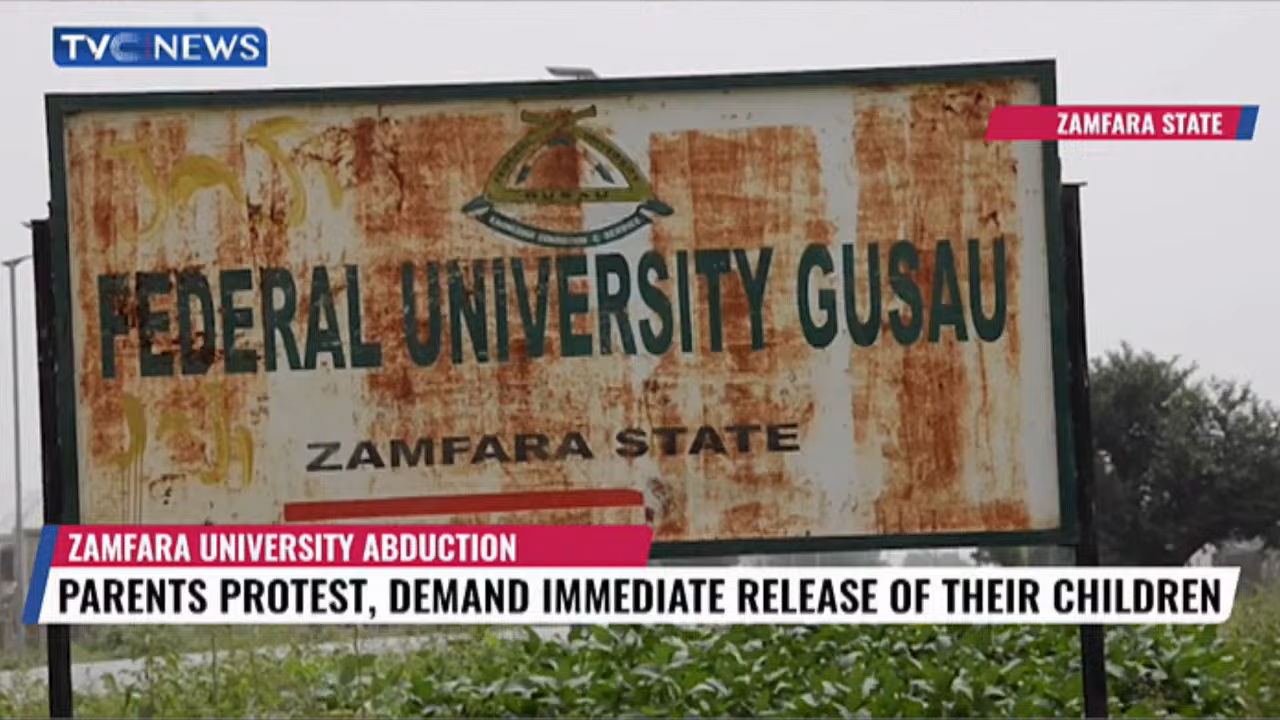 TVC NEWS
ZAMFARA STATE
GUSAU
FEDERAL UNIVERSITY GUSAU
ZAMFARA STATE
ZAMFARA UNIVERSITY ABDUCTION
PARENTS PROTEST, DEMAND IMMEDIATE RELEASE OF THEIR CHILDREN